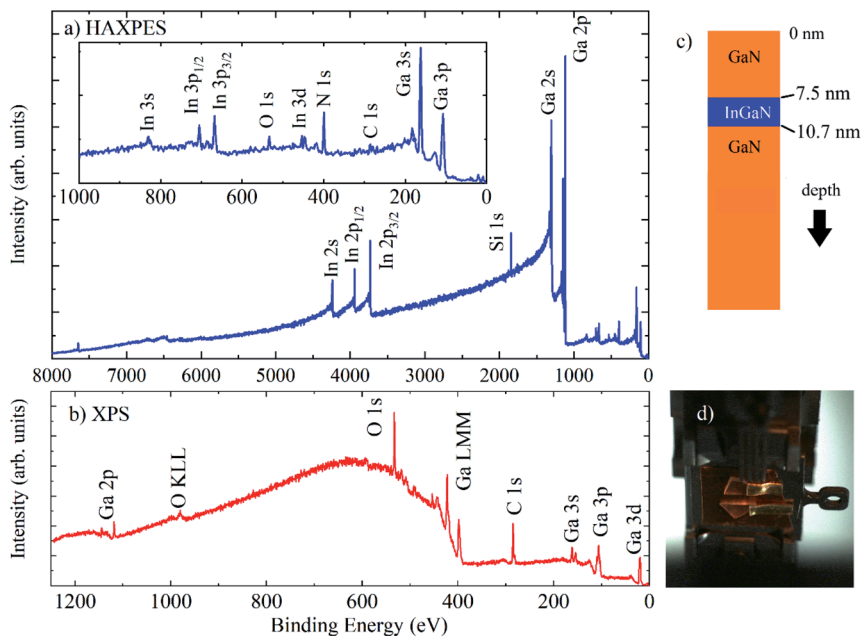 a) HAXPES
In 3s
In 3p1/2
In 3p3/2
O 1s
In 3d
N 1s
C 1s
Ga 3s
Ga 3p
1000 800 600 400 200 0
Intensity (arb. units)
In 2s
In 2p1/2
In 2p3/2
Si 1s
Ga 2s
Ga 2p
8000 7000 6000 5000 4000 3000 2000 1000 0
b) XPS
Intensity (arb. units)
Ga 2p
O KLL
O 1s
Ga LMM
C 1s
Ga 3s
Ga 3p
Ga 3d
1200 1000 800 600 400 200 0
Binding Energy (eV)
c)
0 nm
GaN
7.5 nm
InGaN
10.7 nm
GaN
depth
d)